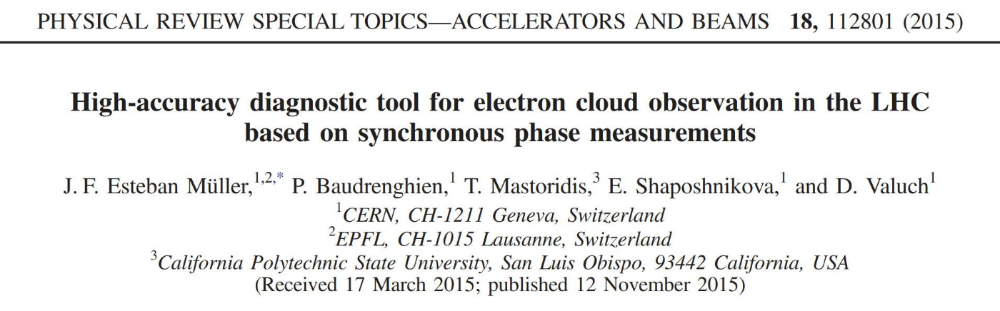 PHYSICAL REVIEW SPECIAL TOPICS—ACCELERATORS AND BEAMS 18, 112801 (2015)
High-accuracy diagnostic tool for electron cloud observation in the LHC
based on synchronous phase measurements
J. F. Esteban Müller,1,2,* P. Baudrenghien,1 T. Mastoridis,3 E. Shaposhnikova,1 and D. Valuch1
1CERN, CH-1211 Geneva, Switzerland
2EPFL, CH-1015 Lausanne, Switzerland
3California Polytechnic State University, San Luis Obispo, 93442 California, USA
(Received 17 March 2015; published 12 November 2015)